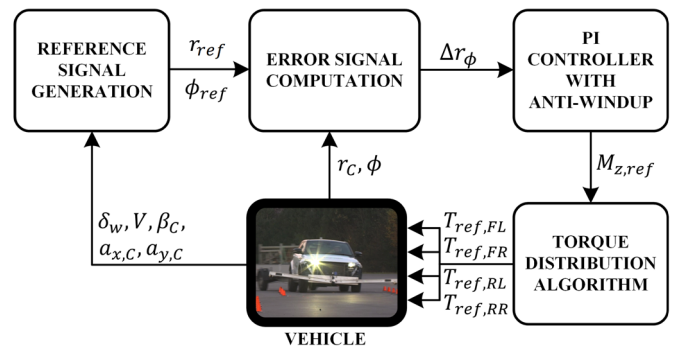 REFERENCE
SIGNAL
GENERATION
r_ref
ϕ_ref
ERROR SIGNAL
COMPUTATION
Δr_ϕ
PI
CONTROLLER
WITH
ANTI-WINDUP
M_z,ref
r_C, ϕ
δ_w, V, β_C,
a_x,C, a_y,C
T_ref,FL
T_ref,FR
T_ref,RL
T_ref,RR
TORQUE
DISTRIBUTION
ALGORITHM
VEHICLE